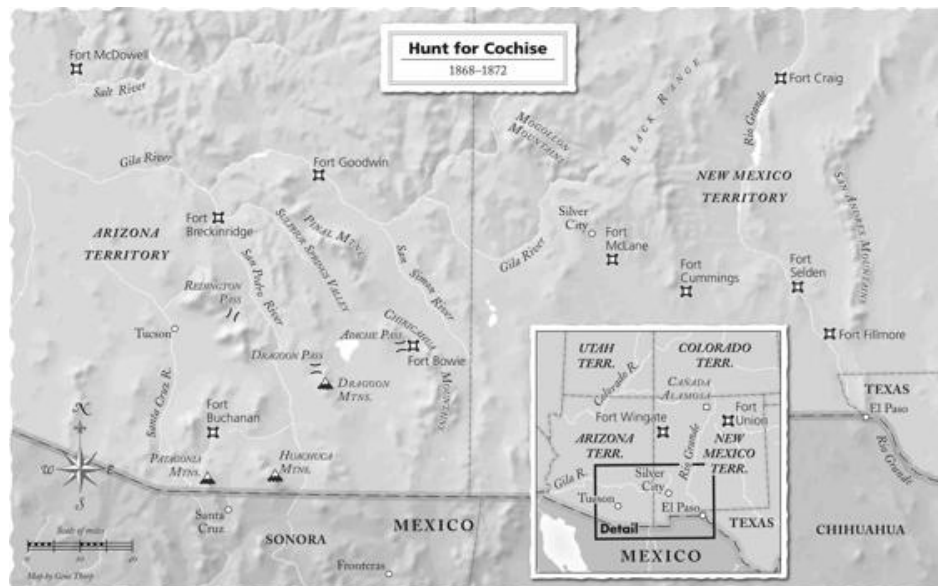 Hunt for Cochise
1868–1872
Fort McDowell
Salt River
Fort Craig
Rio Grande
MOGOLLON
MOUNTAINS
BLACK RANGE
Gila River
Fort Goodwin
NEW MEXICO
TERRITORY
SAN ANDRES MOUNTAINS
Fort
Breckinridge
ARIZONA
TERRITORY
PINAL MTNS.
SULPHUR SPRINGS VALLEY
San Pedro River
San Simon River
Gila River
Silver
City
Fort
McLane
Fort
Cummings
Fort
Selden
REDINGTON
PASS
Tucson
APACHE PASS
CHIRICAHUA
MOUNTAINS
Fort Bowie
DRAGOON PASS
DRAGOON
MTNS.
Fort Fillmore
Santa Cruz R.
Fort
Buchanan
TEXAS
El Paso
Rio Grande
PATAGONIA
MTNS.
HUACHUCA
MTNS.
N
W
E
S
Santa
Cruz
SONORA
MEXICO
Fronteras
CHIHUAHUA
Scale of miles
0
Map by Gene Thorp
UTAH
TERR.
COLORADO
TERR.
Colorado R.
CAÑADA
ALAMOSA
Fort Wingate
Fort
Union
ARIZONA
TERR.
Rio Grande
NEW
MEXICO
TERR.
Gila R.
Silver
City
Tucson
El Paso
TEXAS
Detail
MEXICO